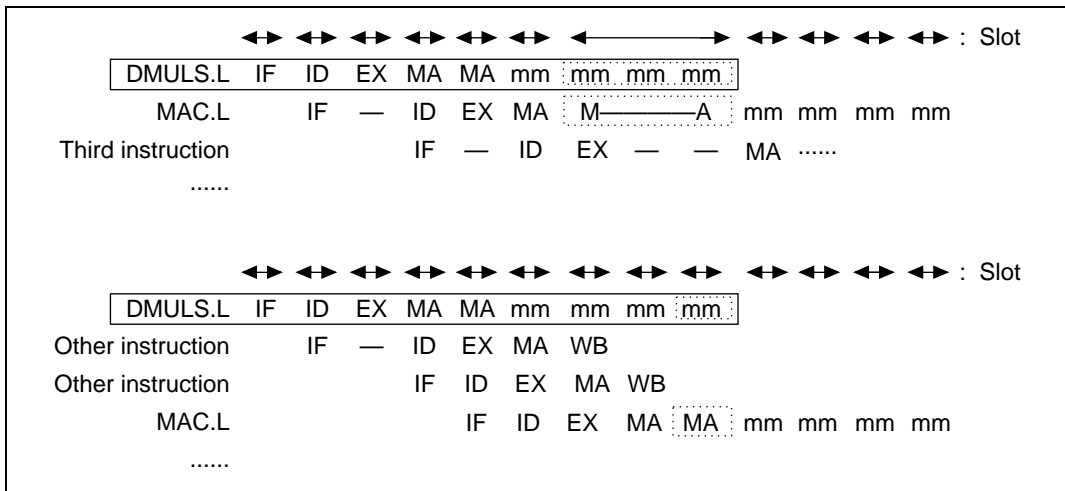 : Slot
DMULS.L IF ID EX MA MA mm mm mm mm
MAC.L IF — ID EX MA M————A mm mm mm mm
Third instruction IF — ID EX — — MA ······
······
: Slot
DMULS.L IF ID EX MA MA mm mm mm mm
Other instruction IF — ID EX MA WB
Other instruction IF ID EX MA WB
MAC.L IF ID EX MA MA mm mm mm mm
······